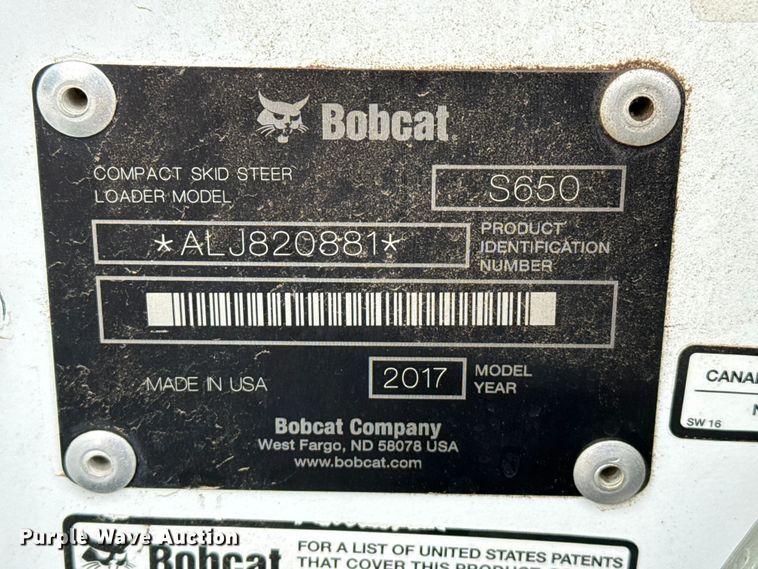 Bobcat
COMPACT SKID STEER
LOADER MODEL
S650
*ALJ820881*
PRODUCT
IDENTIFICATION
NUMBER
MADE IN USA
2017
MODEL
YEAR
Bobcat Company
West Fargo, ND 58078 USA
www.bobcat.com
CANA
N
SW 16
Purple Wave Auction
Bobcat
FOR A LIST OF UNITED STATES PATENTS
THAT COVER THIS PRODUCT